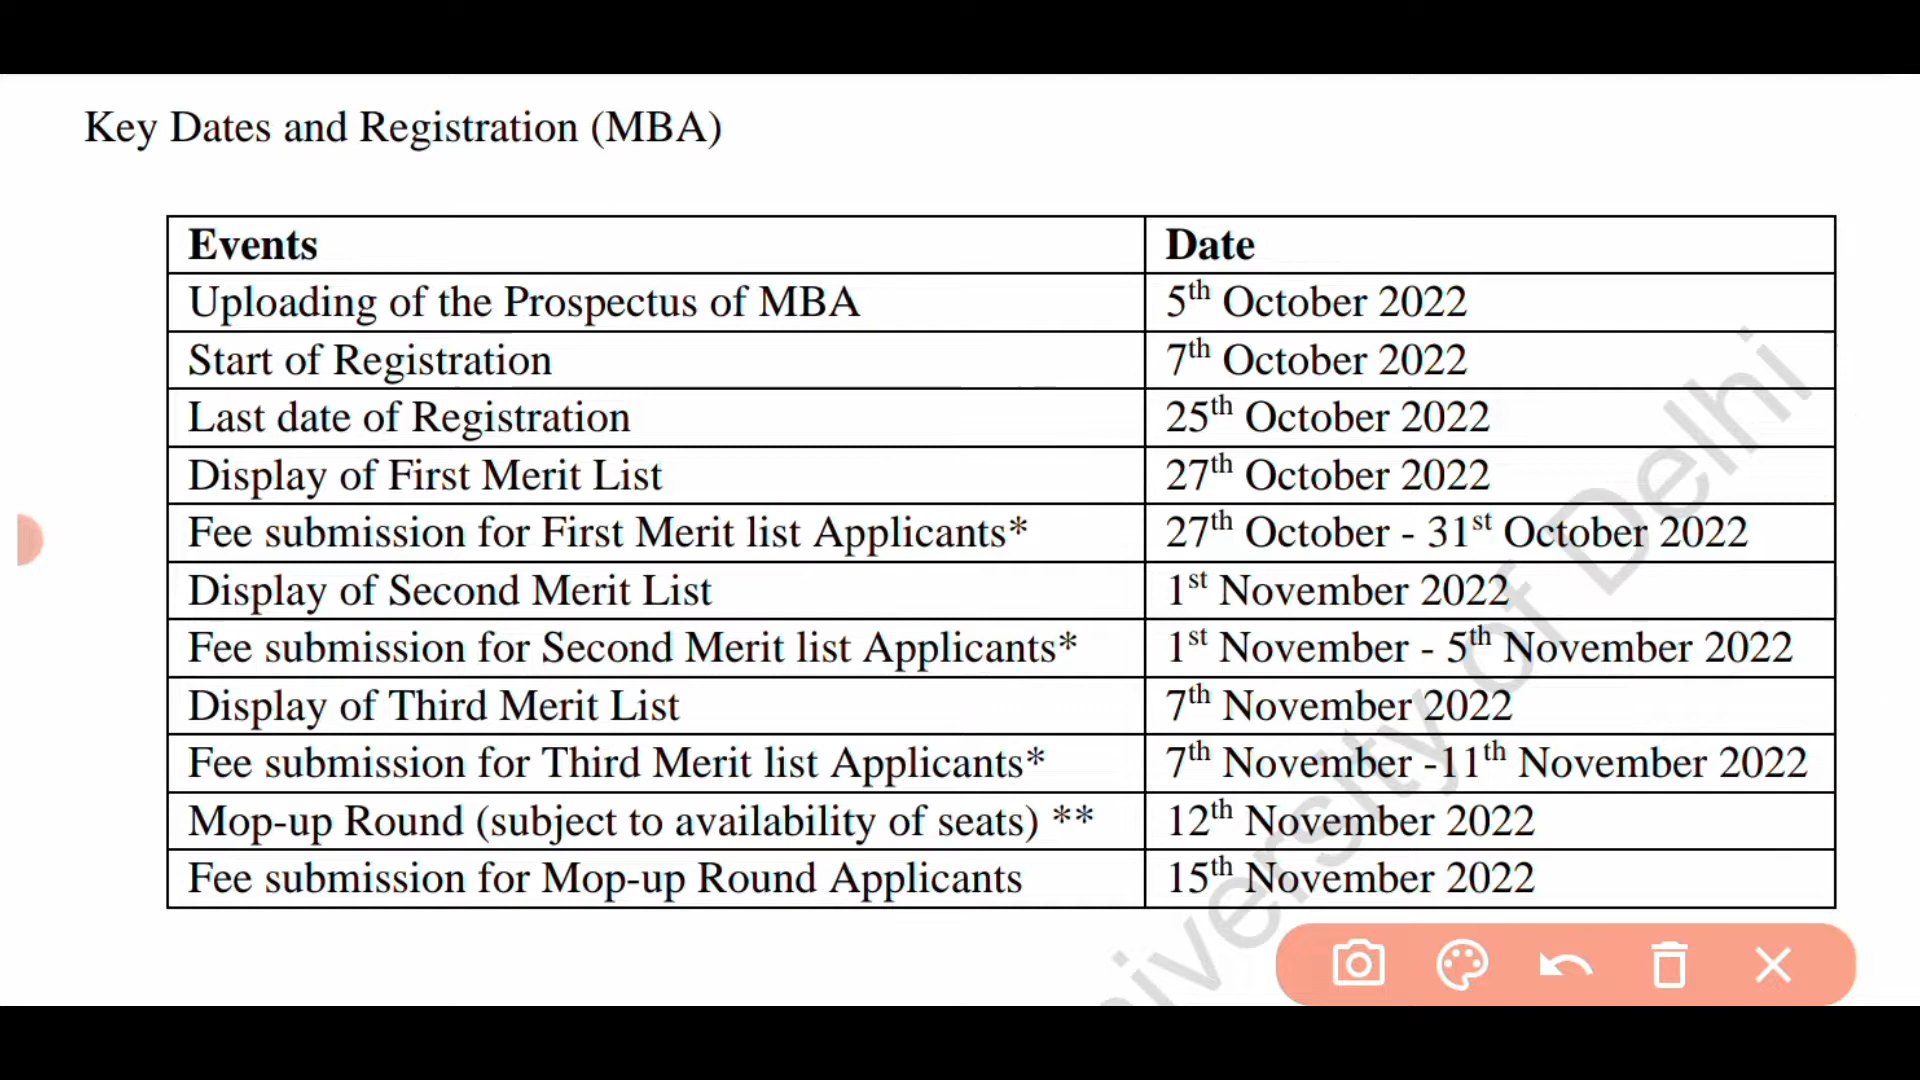 Key Dates and Registration (MBA)
Events Date
Uploading of the Prospectus of MBA 5th October 2022
Start of Registration 7th October 2022
Last date of Registration 25th October 2022
Display of First Merit List 27th October 2022
Fee submission for First Merit list Applicants* 27th October - 31st October 2022
Display of Second Merit List 1st November 2022
Fee submission for Second Merit list Applicants* 1st November - 5th November 2022
Display of Third Merit List 7th November 2022
Fee submission for Third Merit list Applicants* 7th November -11th November 2022
Mop-up Round (subject to availability of seats) ** 12th November 2022
Fee submission for Mop-up Round Applicants 15th November 2022
niversity of Delhi